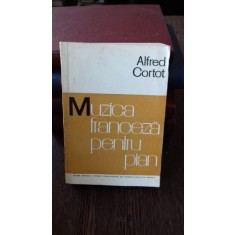 Alfred
Cortot
Muzica
franceză
pentru
pian